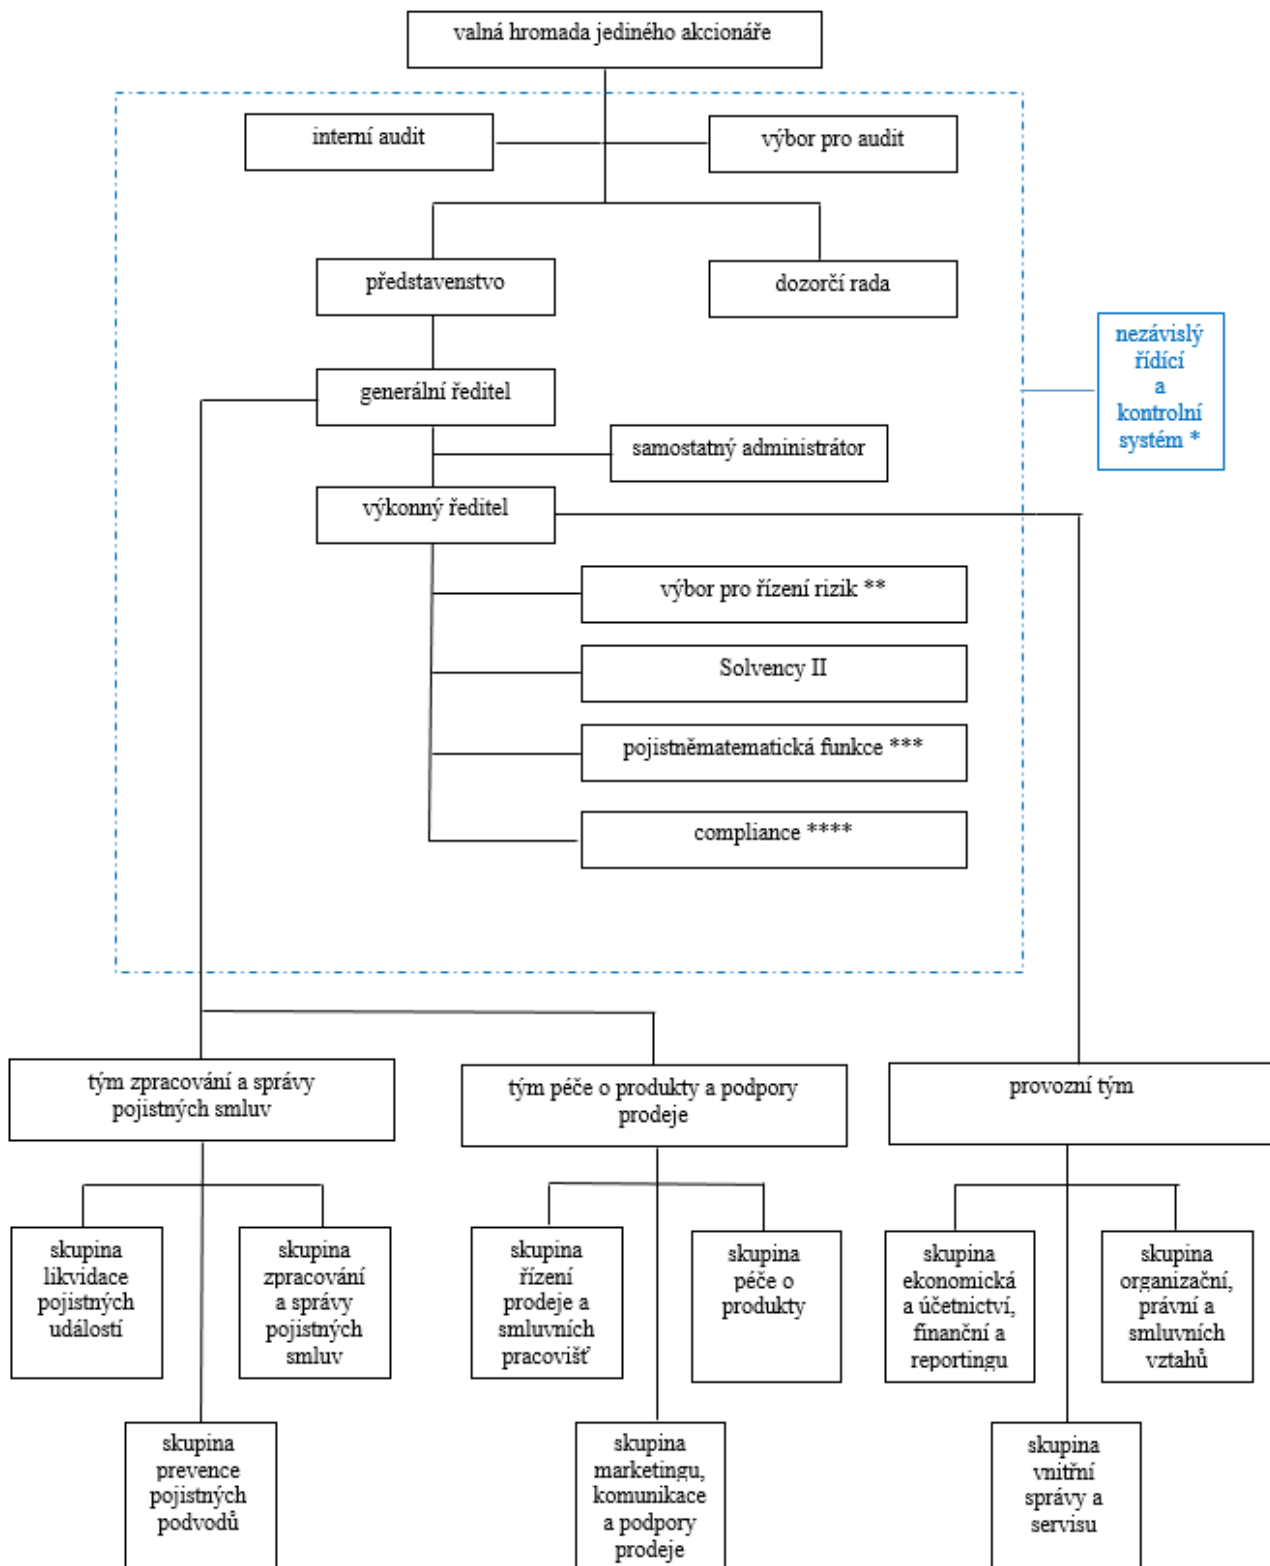 valná hromada jediného akcionáře
interní audit
výbor pro audit
představenstvo
dozorčí rada
nezávislý
řídící
a
kontrolní
systém *
generální ředitel
samostatný administrátor
výkonný ředitel
výbor pro řízení rizik **
Solvency II
pojistněmatematická funkce ***
compliance ****
tým zpracování a správy
pojistných smluv
tým péče o produkty a podpory
prodeje
provozní tým
skupina
likvidace
pojistných
událostí
skupina
zpracování
a správy
pojistných
smluv
skupina
řízení
prodeje a
smluvních
pracovišť
skupina
péče o
produkty
skupina
ekonomická
a účetnictví,
finanční a
reportingu
skupina
organizační,
právní a
smluvních
vztahů
skupina
prevence
pojistných
podvodů
skupina
marketingu,
komunikace
a podpory
prodeje
skupina
vnitřní
správy a
servisu